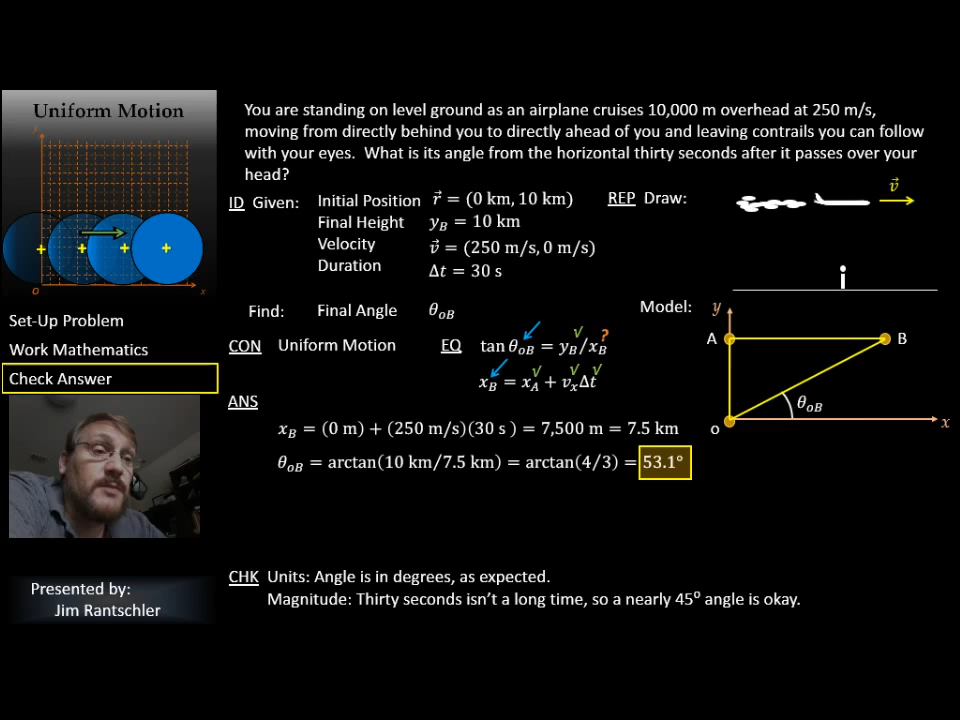 Uniform Motion
y
o
x
Set-Up Problem
Work Mathematics
Check Answer
Presented by:
Jim Rantschler
You are standing on level ground as an airplane cruises 10,000 m overhead at 250 m/s,
moving from directly behind you to directly ahead of you and leaving contrails you can follow
with your eyes. What is its angle from the horizontal thirty seconds after it passes over your
head?
ID Given: Initial Position r⃗ = (0 km, 10 km) REP Draw: v⃗
Final Height y_B = 10 km
Velocity v⃗ = (250 m/s, 0 m/s)
Duration Δt = 30 s
Find: Final Angle θ_oB Model: y
A B
CON Uniform Motion EQ tan θ_oB = y_B√/x_B?
x_B = x_A√ + v_x√Δt√
θ_oB
o x
ANS
x_B = (0 m) + (250 m/s)(30 s ) = 7,500 m = 7.5 km
θ_oB = arctan(10 km/7.5 km) = arctan(4/3) = 53.1°
CHK Units: Angle is in degrees, as expected.
Magnitude: Thirty seconds isn’t a long time, so a nearly 45° angle is okay.